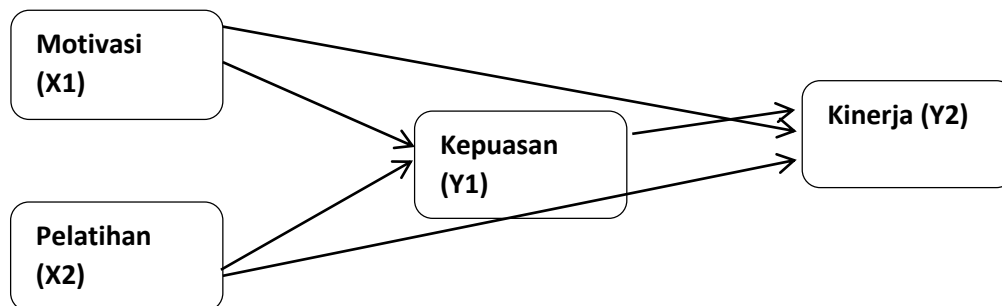 Motivasi
(X1)
Kepuasan
(Y1)
Kinerja (Y2)
Pelatihan
(X2)